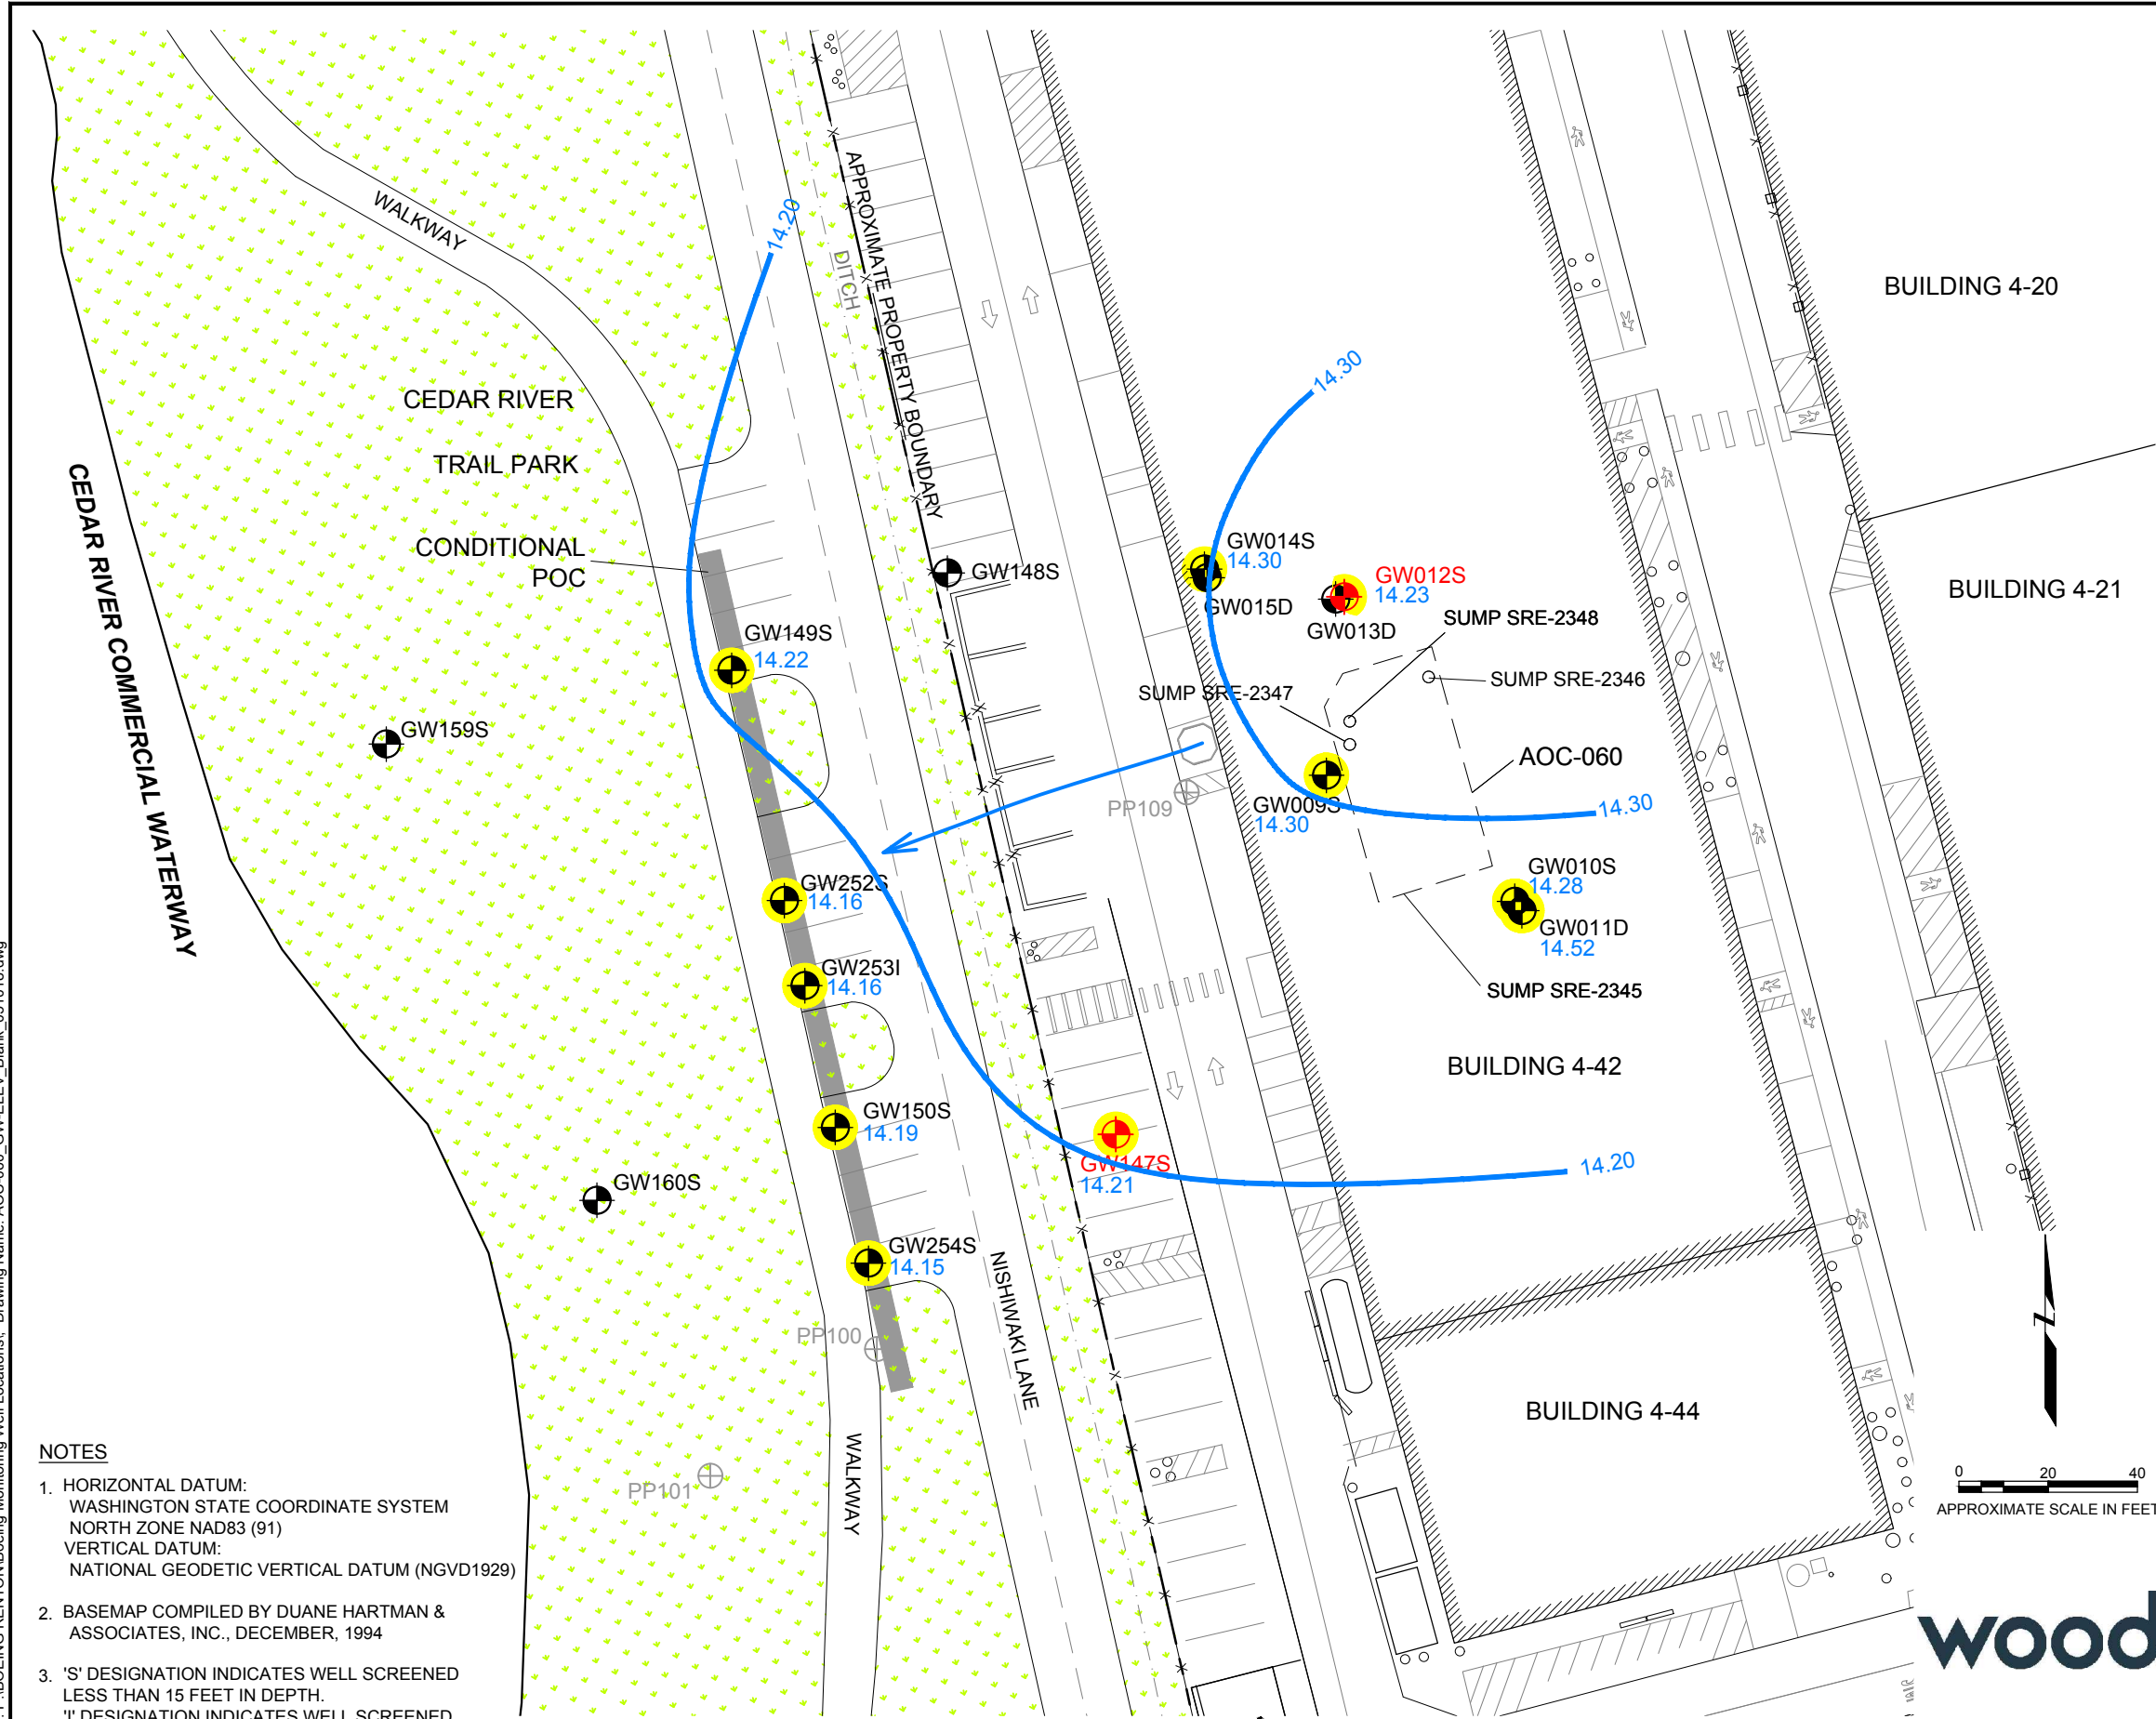 WALKWAY
14.20
APPROXIMATE PROPERTY BOUNDARY
DITCH
BUILDING 4-20
CEDAR RIVER
TRAIL PARK
14.30
CEDAR RIVER COMMERCIAL WATERWAY
CONDITIONAL
POC
GW148S
GW014S
14.30
GW015D
GW012S
14.23
GW013D
BUILDING 4-21
SUMP SRE-2348
GW149S
14.22
SUMP SRE-2347
SUMP SRE-2346
GW159S
AOC-060
PP109
GW009S
14.30
14.30
GW252S
14.16
GW010S
14.28
GW011D
14.52
GW253I
14.16
SUMP SRE-2345
BUILDING 4-42
GW150S
14.19
GW147S
14.21
14.20
GW160S
GW254S
14.15
NISHIWAKI LANE
PP100
BUILDING 4-44
Z
WALKWAY
PP101
0 20 40
APPROXIMATE SCALE IN FEET
NOTES
1. HORIZONTAL DATUM:
WASHINGTON STATE COORDINATE SYSTEM
NORTH ZONE NAD83 (91)
VERTICAL DATUM:
NATIONAL GEODETIC VERTICAL DATUM (NGVD1929)
2. BASEMAP COMPILED BY DUANE HARTMAN &
ASSOCIATES, INC., DECEMBER, 1994
3. 'S' DESIGNATION INDICATES WELL SCREENED
LESS THAN 15 FEET IN DEPTH.
'I' DESIGNATION INDICATES WELL SCREENED
wood